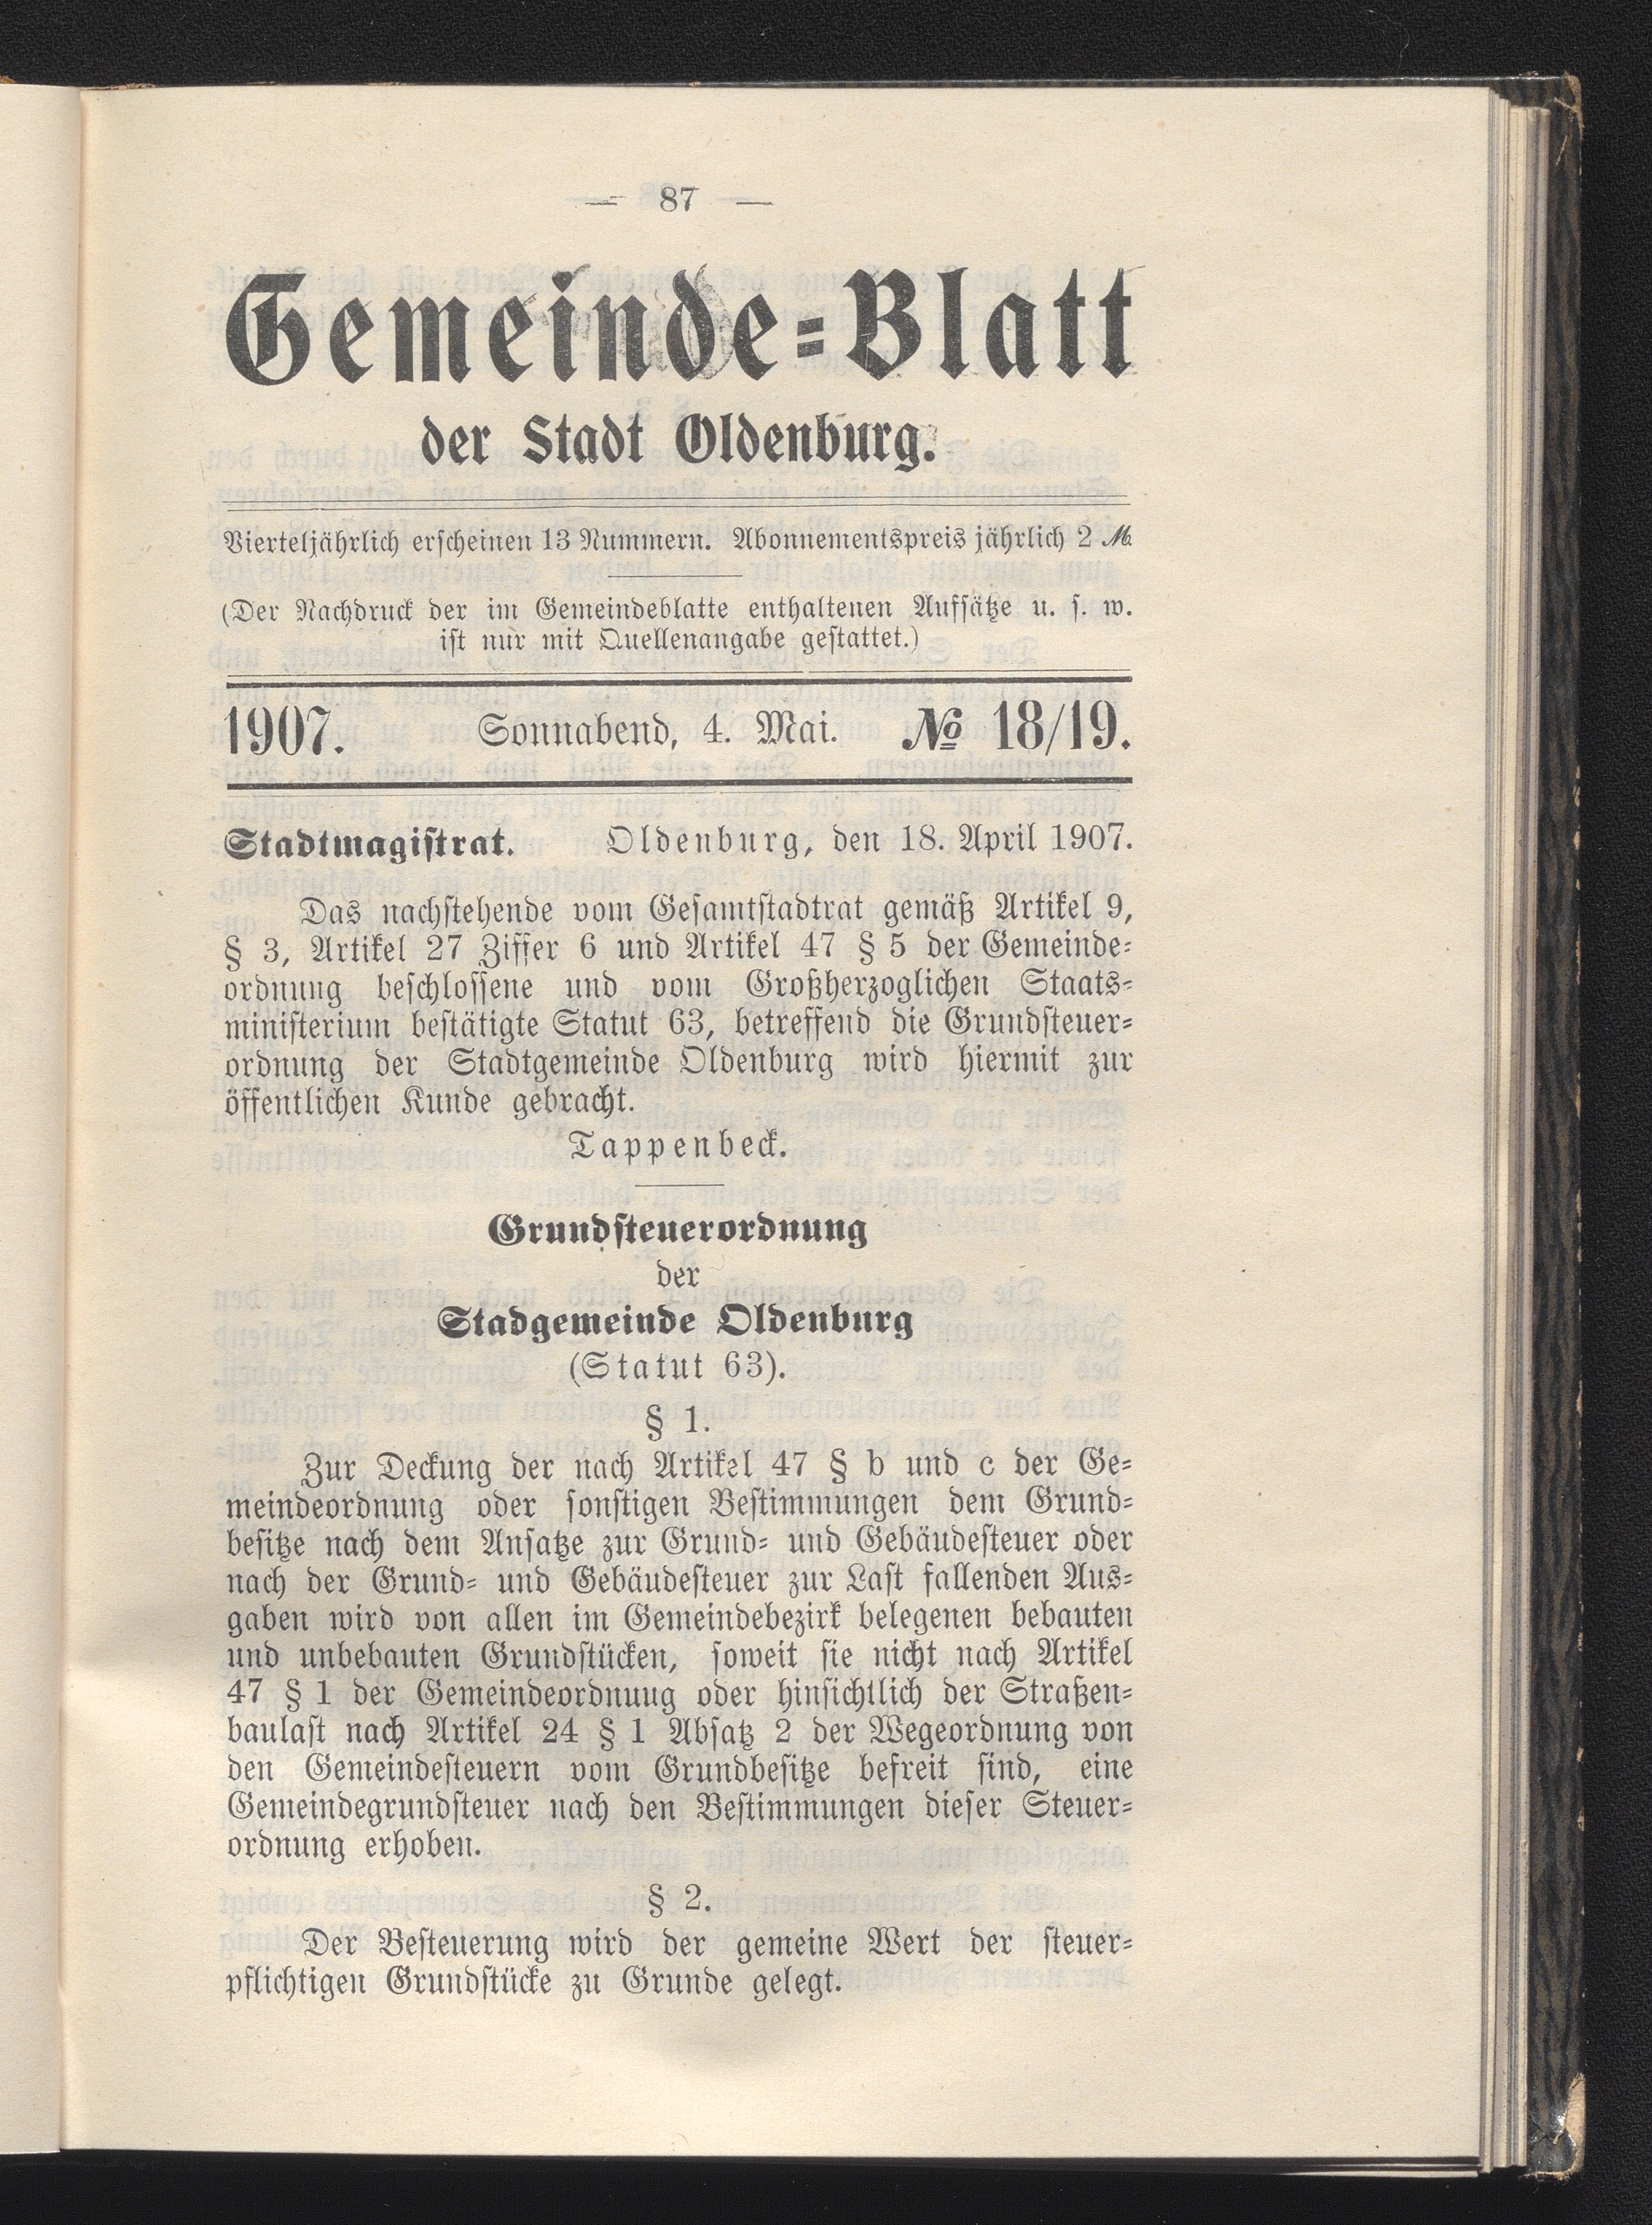 — 87 —
Gemeinde-Blatt
der Stadt Oldenburg.
Vierteljährlich erscheinen 13 Nummern. Abonnementspreis jährlich 2 M.
(Der Nachdruck der im Gemeindeblatte enthaltenen Aufsätze u. s. w.
ist nur mit Quellenangabe gestattet.)
1907. Sonnabend, 4. Mai. № 18/19.
Stadtmagistrat. Oldenburg, den 18. April 1907.
Das nachstehende vom Gesamtstadtrat gemäß Artikel 9,
§ 3, Artikel 27 Ziffer 6 und Artikel 47 § 5 der Gemeinde-
ordnung beschlossene und vom Großherzoglichen Staats-
ministerium bestätigte Statut 63, betreffend die Grundsteuer-
ordnung der Stadtgemeinde Oldenburg wird hiermit zur
öffentlichen Kunde gebracht.
Tappenbeck.
Grundsteuerordnung
der
Stadgemeinde Oldenburg
(Statut 63).
§ 1.
Zur Deckung der nach Artikel 47 § b und c der Ge-
meindeordnung oder sonstigen Bestimmungen dem Grund-
besitze nach dem Ansatze zur Grund- und Gebäudesteuer oder
nach der Grund- und Gebäudesteuer zur Last fallenden Aus-
gaben wird von allen im Gemeindebezirk belegenen bebauten
und unbebauten Grundstücken, soweit sie nicht nach Artikel
47 § 1 der Gemeindeordnung oder hinsichtlich der Straßen-
baulast nach Artikel 24 § 1 Absatz 2 der Wegeordnung von
den Gemeindesteuern vom Grundbesitze befreit sind, eine
Gemeindegrundsteuer nach den Bestimmungen dieser Steuer-
ordnung erhoben.
§ 2.
Der Besteuerung wird der gemeine Wert der steuer-
pflichtigen Grundstücke zu Grunde gelegt.